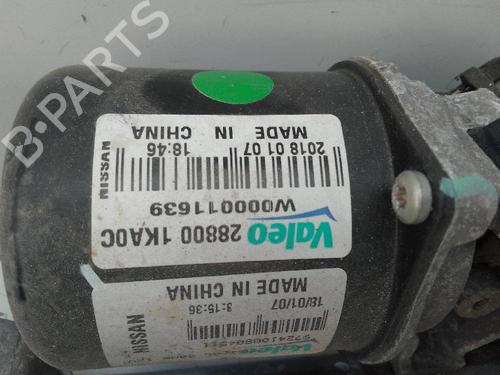 B-PARTS
Valeo 28800 1KA0C
W000011639
NISSAN
MADE IN CHINA
2018 01 07
18:46
Valeo
NISSAN
MADE IN CHINA
18/01/07
3:15:36